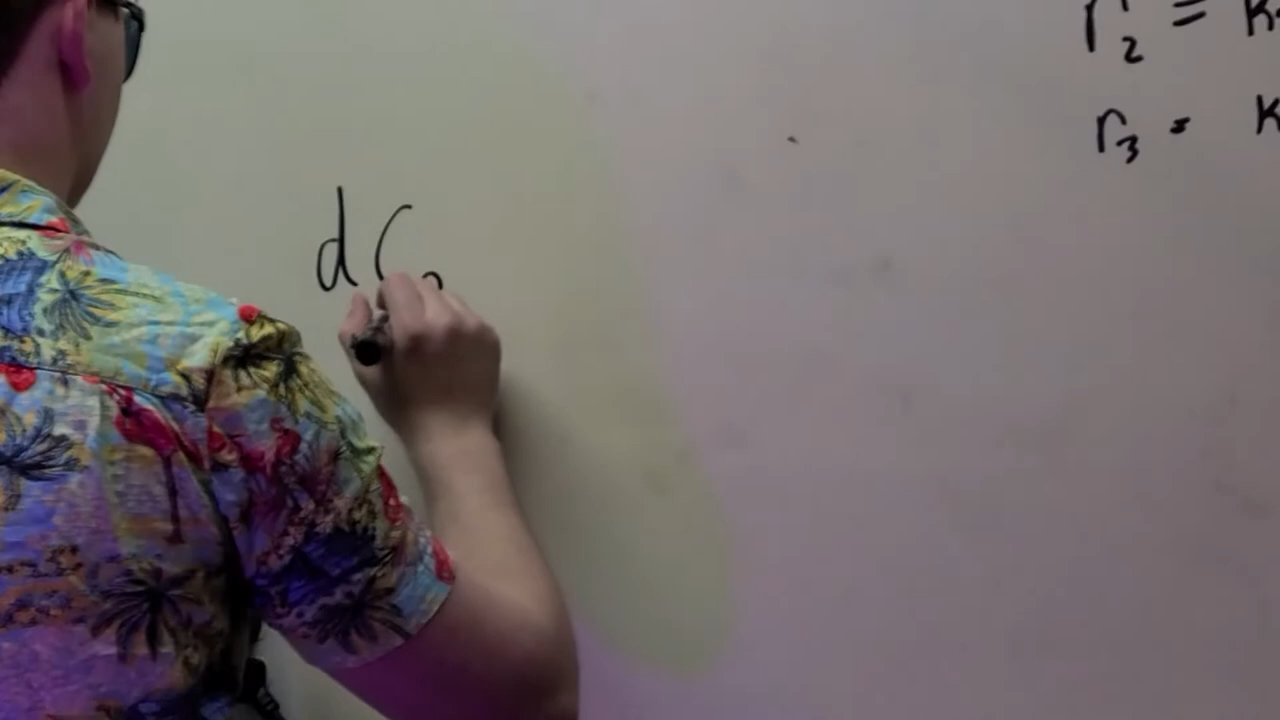 r2 = K
r3 = K
dC